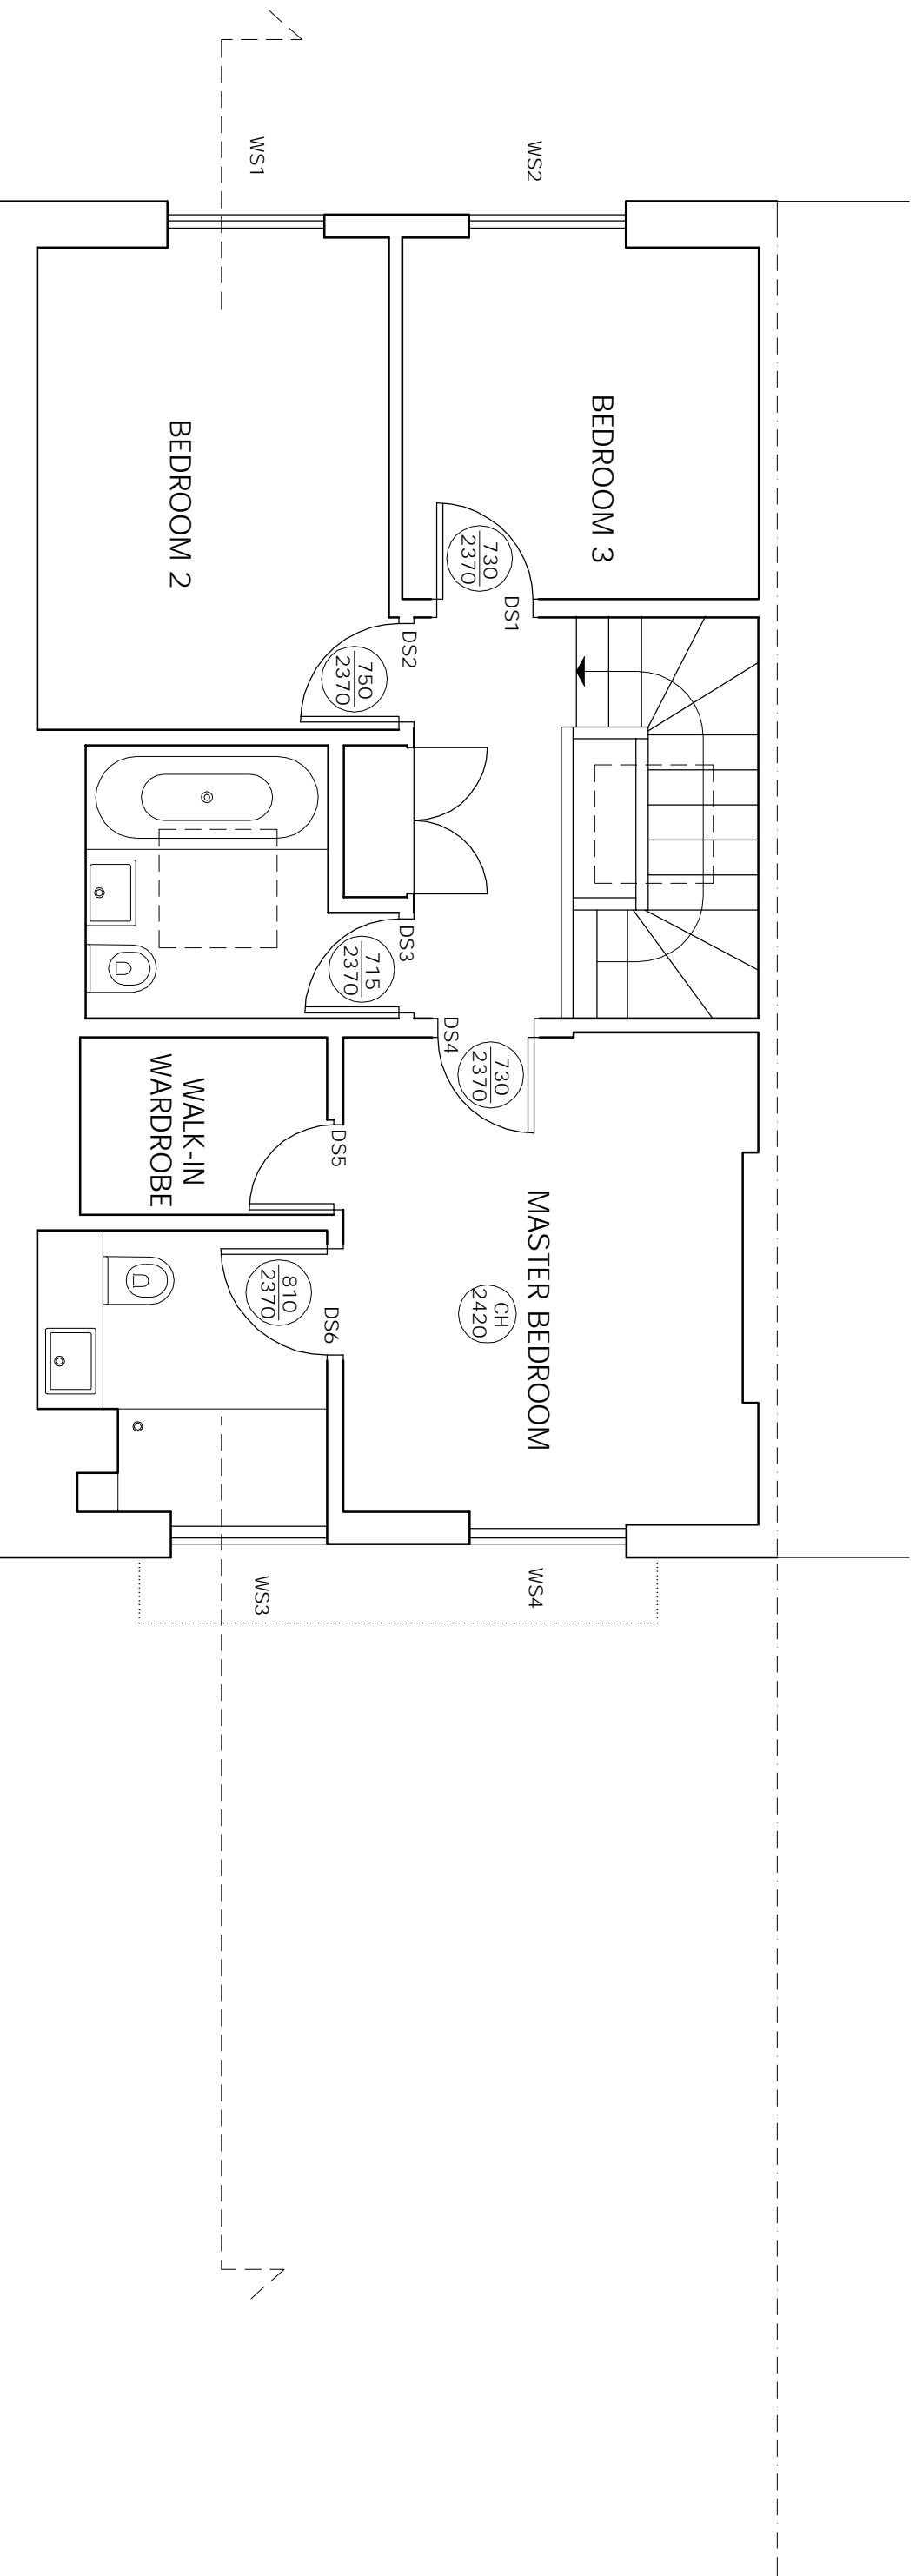 WS1
WS2
BEDROOM 3
BEDROOM 2
730
2370
DS1
DS2
750
2370
DS3
715
2370
DS4
730
2370
WALK-IN
WARDROBE
DS5
MASTER BEDROOM
CH
2420
810
2370
DS6
WS3
WS4